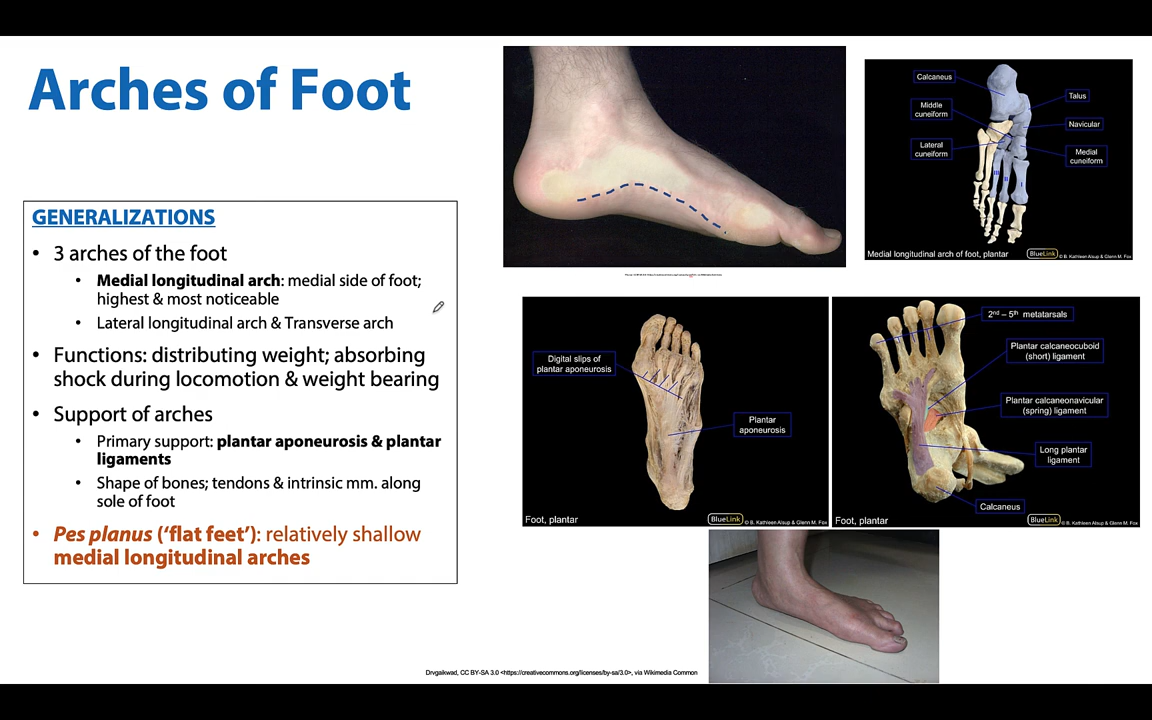 Arches of Foot
GENERALIZATIONS
• 3 arches of the foot
• Medial longitudinal arch: medial side of foot;
highest & most noticeable
• Lateral longitudinal arch & Transverse arch
• Functions: distributing weight; absorbing
shock during locomotion & weight bearing
• Support of arches
• Primary support: plantar aponeurosis & plantar
ligaments
• Shape of bones; tendons & intrinsic mm. along
sole of foot
• Pes planus (‘flat feet’): relatively shallow
medial longitudinal arches
Calcaneus
Middle
cuneiform
Lateral
cuneiform
Talus
Navicular
Medial
cuneiform
III
II
I
Medial longitudinal arch of foot, plantar
BlueLink
© B. Kathleen Alsup & Glenn M. Fox
Digital slips of
plantar aponeurosis
Plantar
aponeurosis
Foot, plantar
BlueLink
© B. Kathleen Alsup & Glenn M. Fox
2nd – 5th metatarsals
Plantar calcaneocuboid
(short) ligament
Plantar calcaneonavicular
(spring) ligament
Long plantar
ligament
Calcaneus
Foot, plantar
BlueLink
© B. Kathleen Alsup & Glenn M. Fox
Drvgaikwad, CC BY-SA 3.0 <https://creativecommons.org/licenses/by-sa/3.0>, via Wikimedia Common